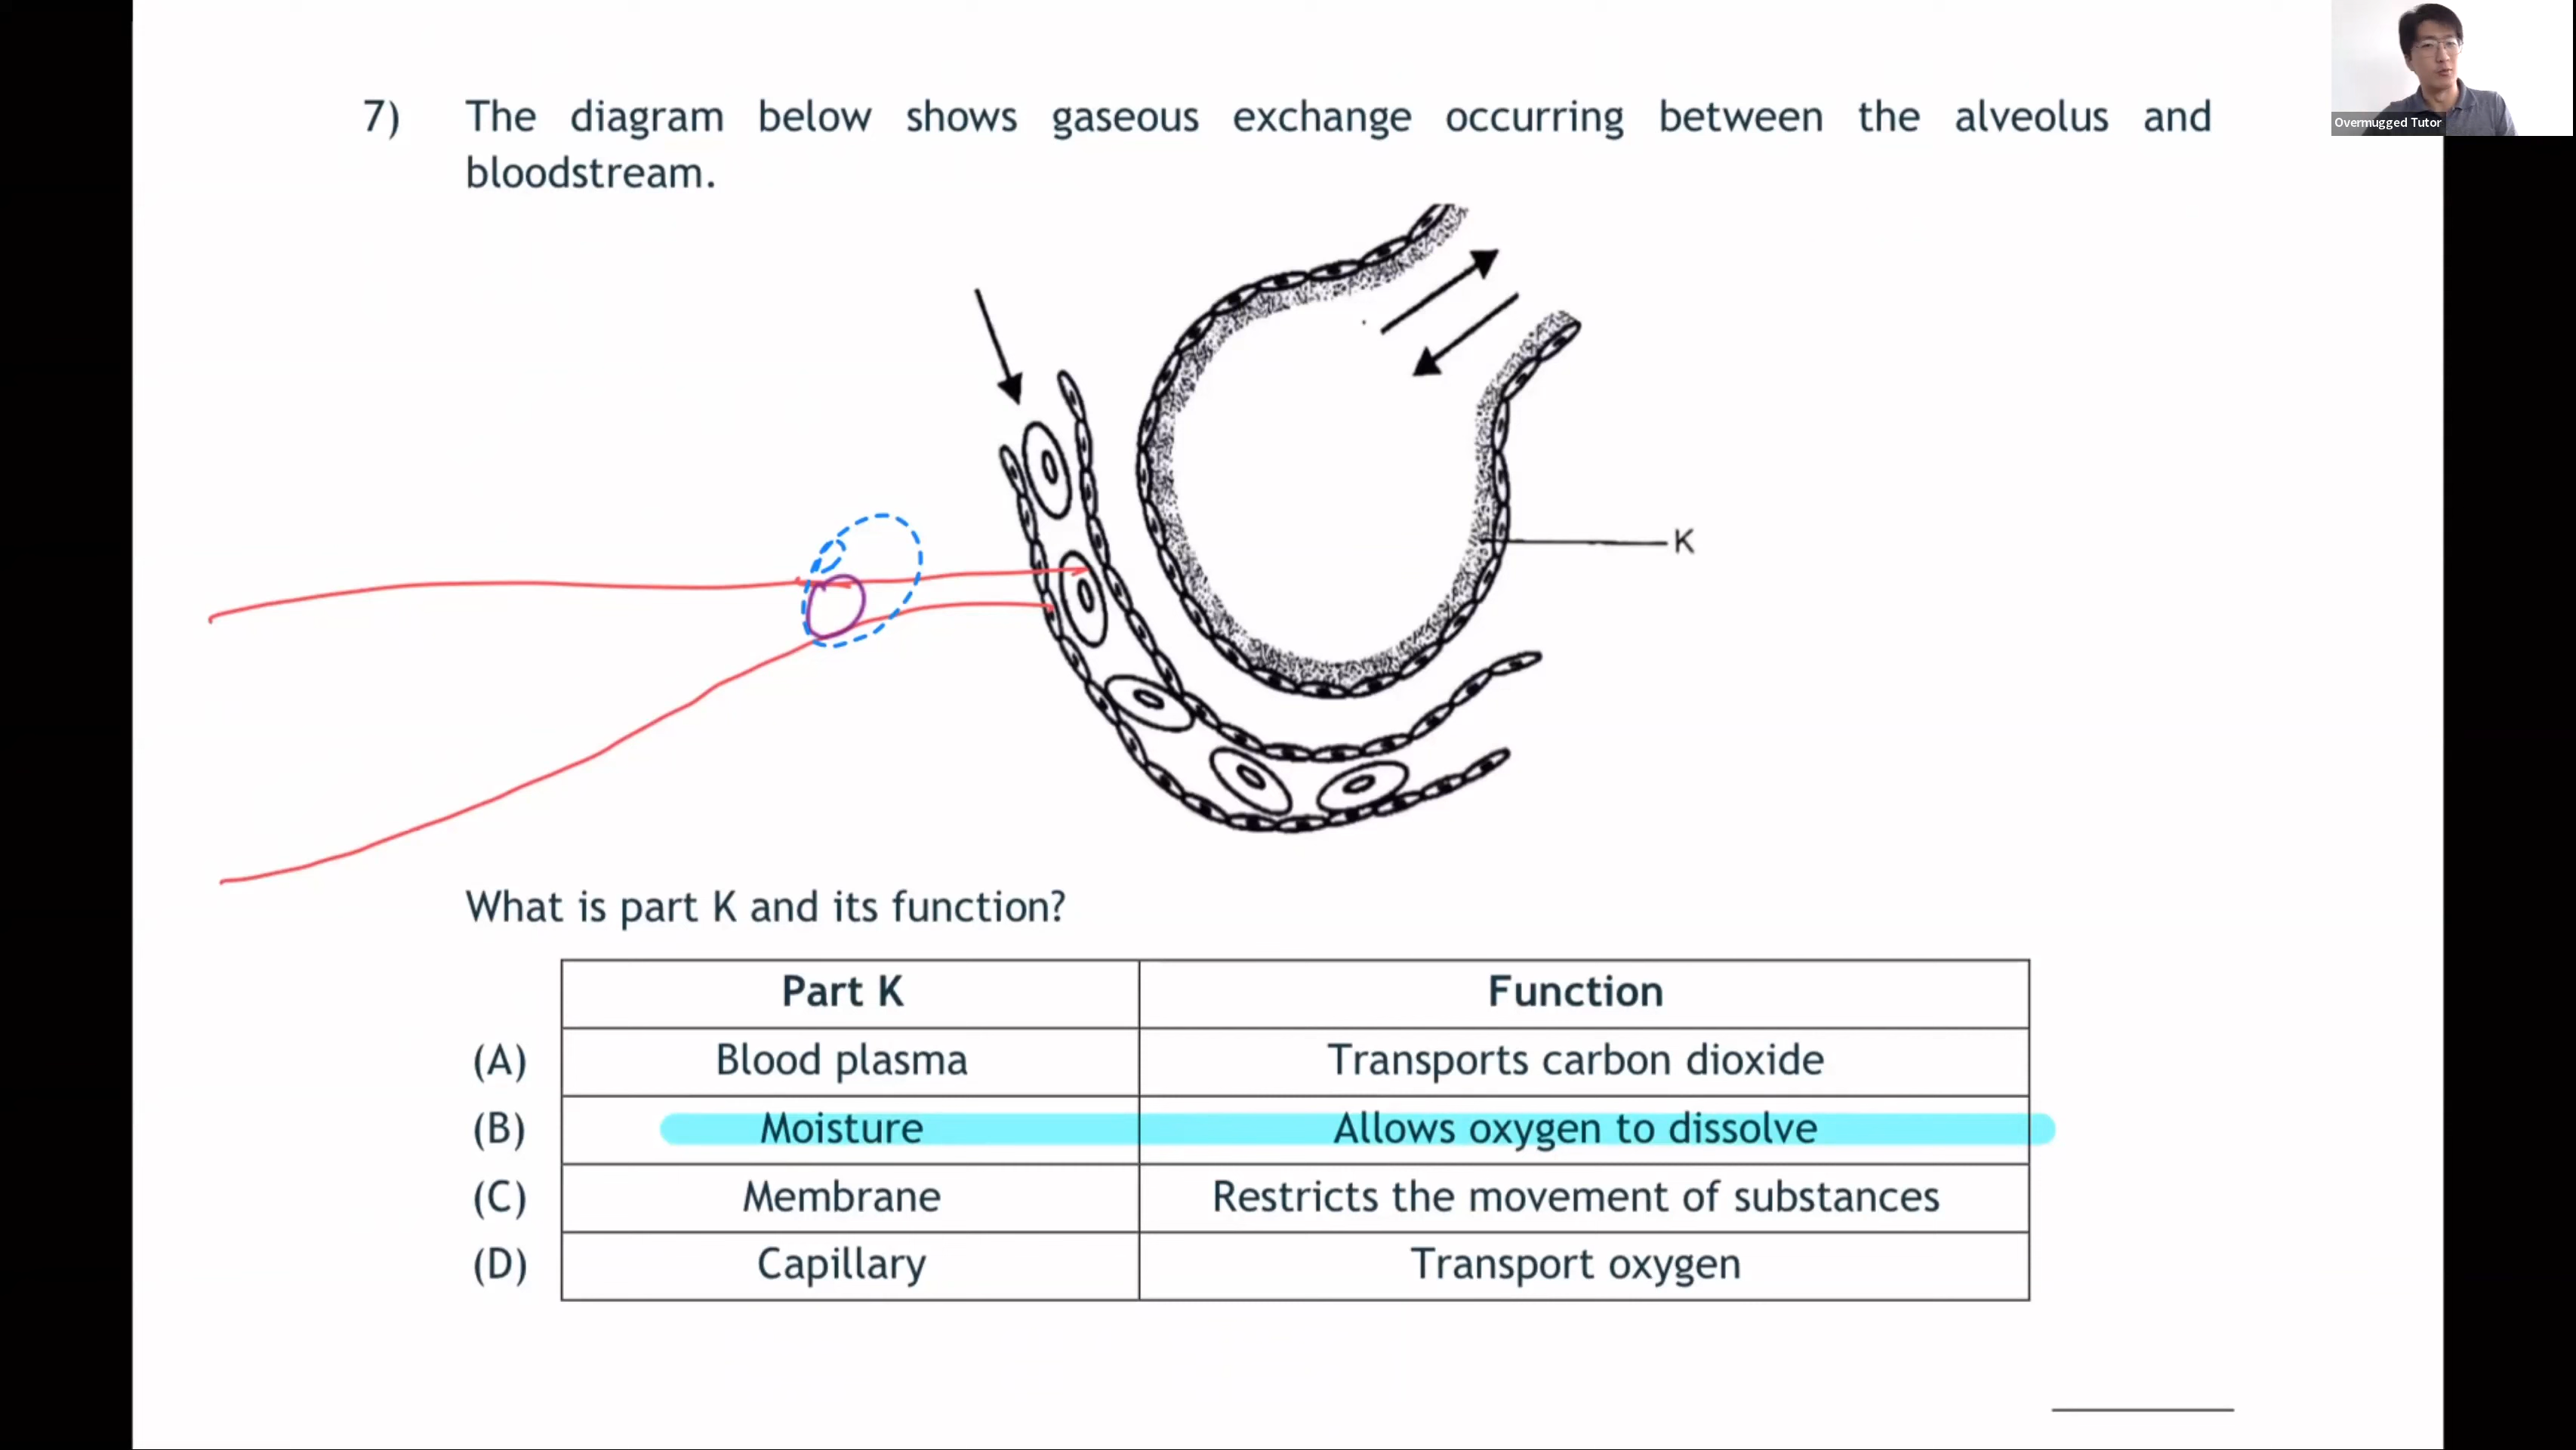 Overmugged Tutor
7) The diagram below shows gaseous exchange occurring between the alveolus and
bloodstream.
K
What is part K and its function?
Part K Function
(A) Blood plasma Transports carbon dioxide
(B) Moisture Allows oxygen to dissolve
(C) Membrane Restricts the movement of substances
(D) Capillary Transport oxygen